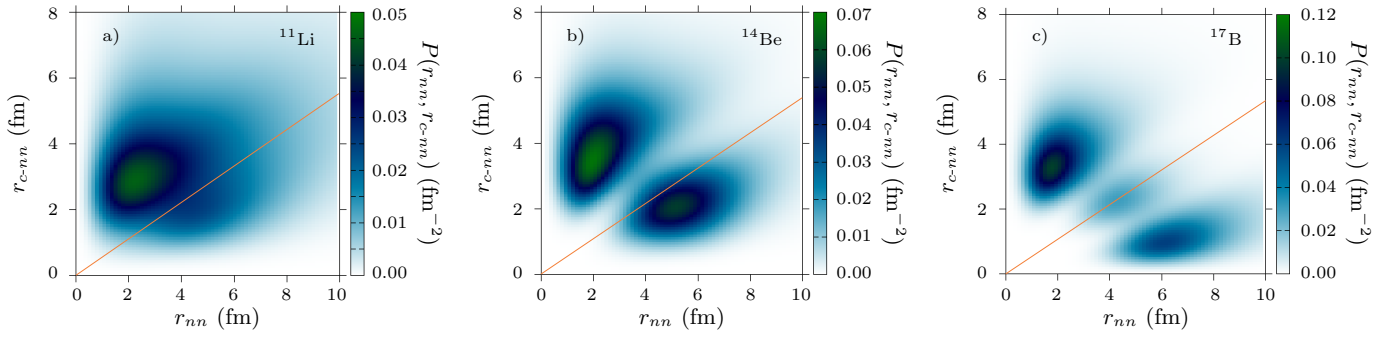 a)
¹¹Li
r_c-nn (fm)
8
6
4
2
0
0 2 4 6 8 10
r_nn (fm)
0.05
0.04
0.03
0.02
0.01
0.00
P(r_nn, r_c-nn) (fm⁻²)
b)
¹⁴Be
r_c-nn (fm)
8
6
4
2
0
0 2 4 6 8 10
r_nn (fm)
0.07
0.06
0.05
0.04
0.03
0.02
0.01
0.00
P(r_nn, r_c-nn) (fm⁻²)
c)
¹⁷B
r_c-nn (fm)
8
6
4
2
0
0 2 4 6 8 10
r_nn (fm)
0.12
0.10
0.08
0.06
0.04
0.02
0.00
P(r_nn, r_c-nn) (fm⁻²)